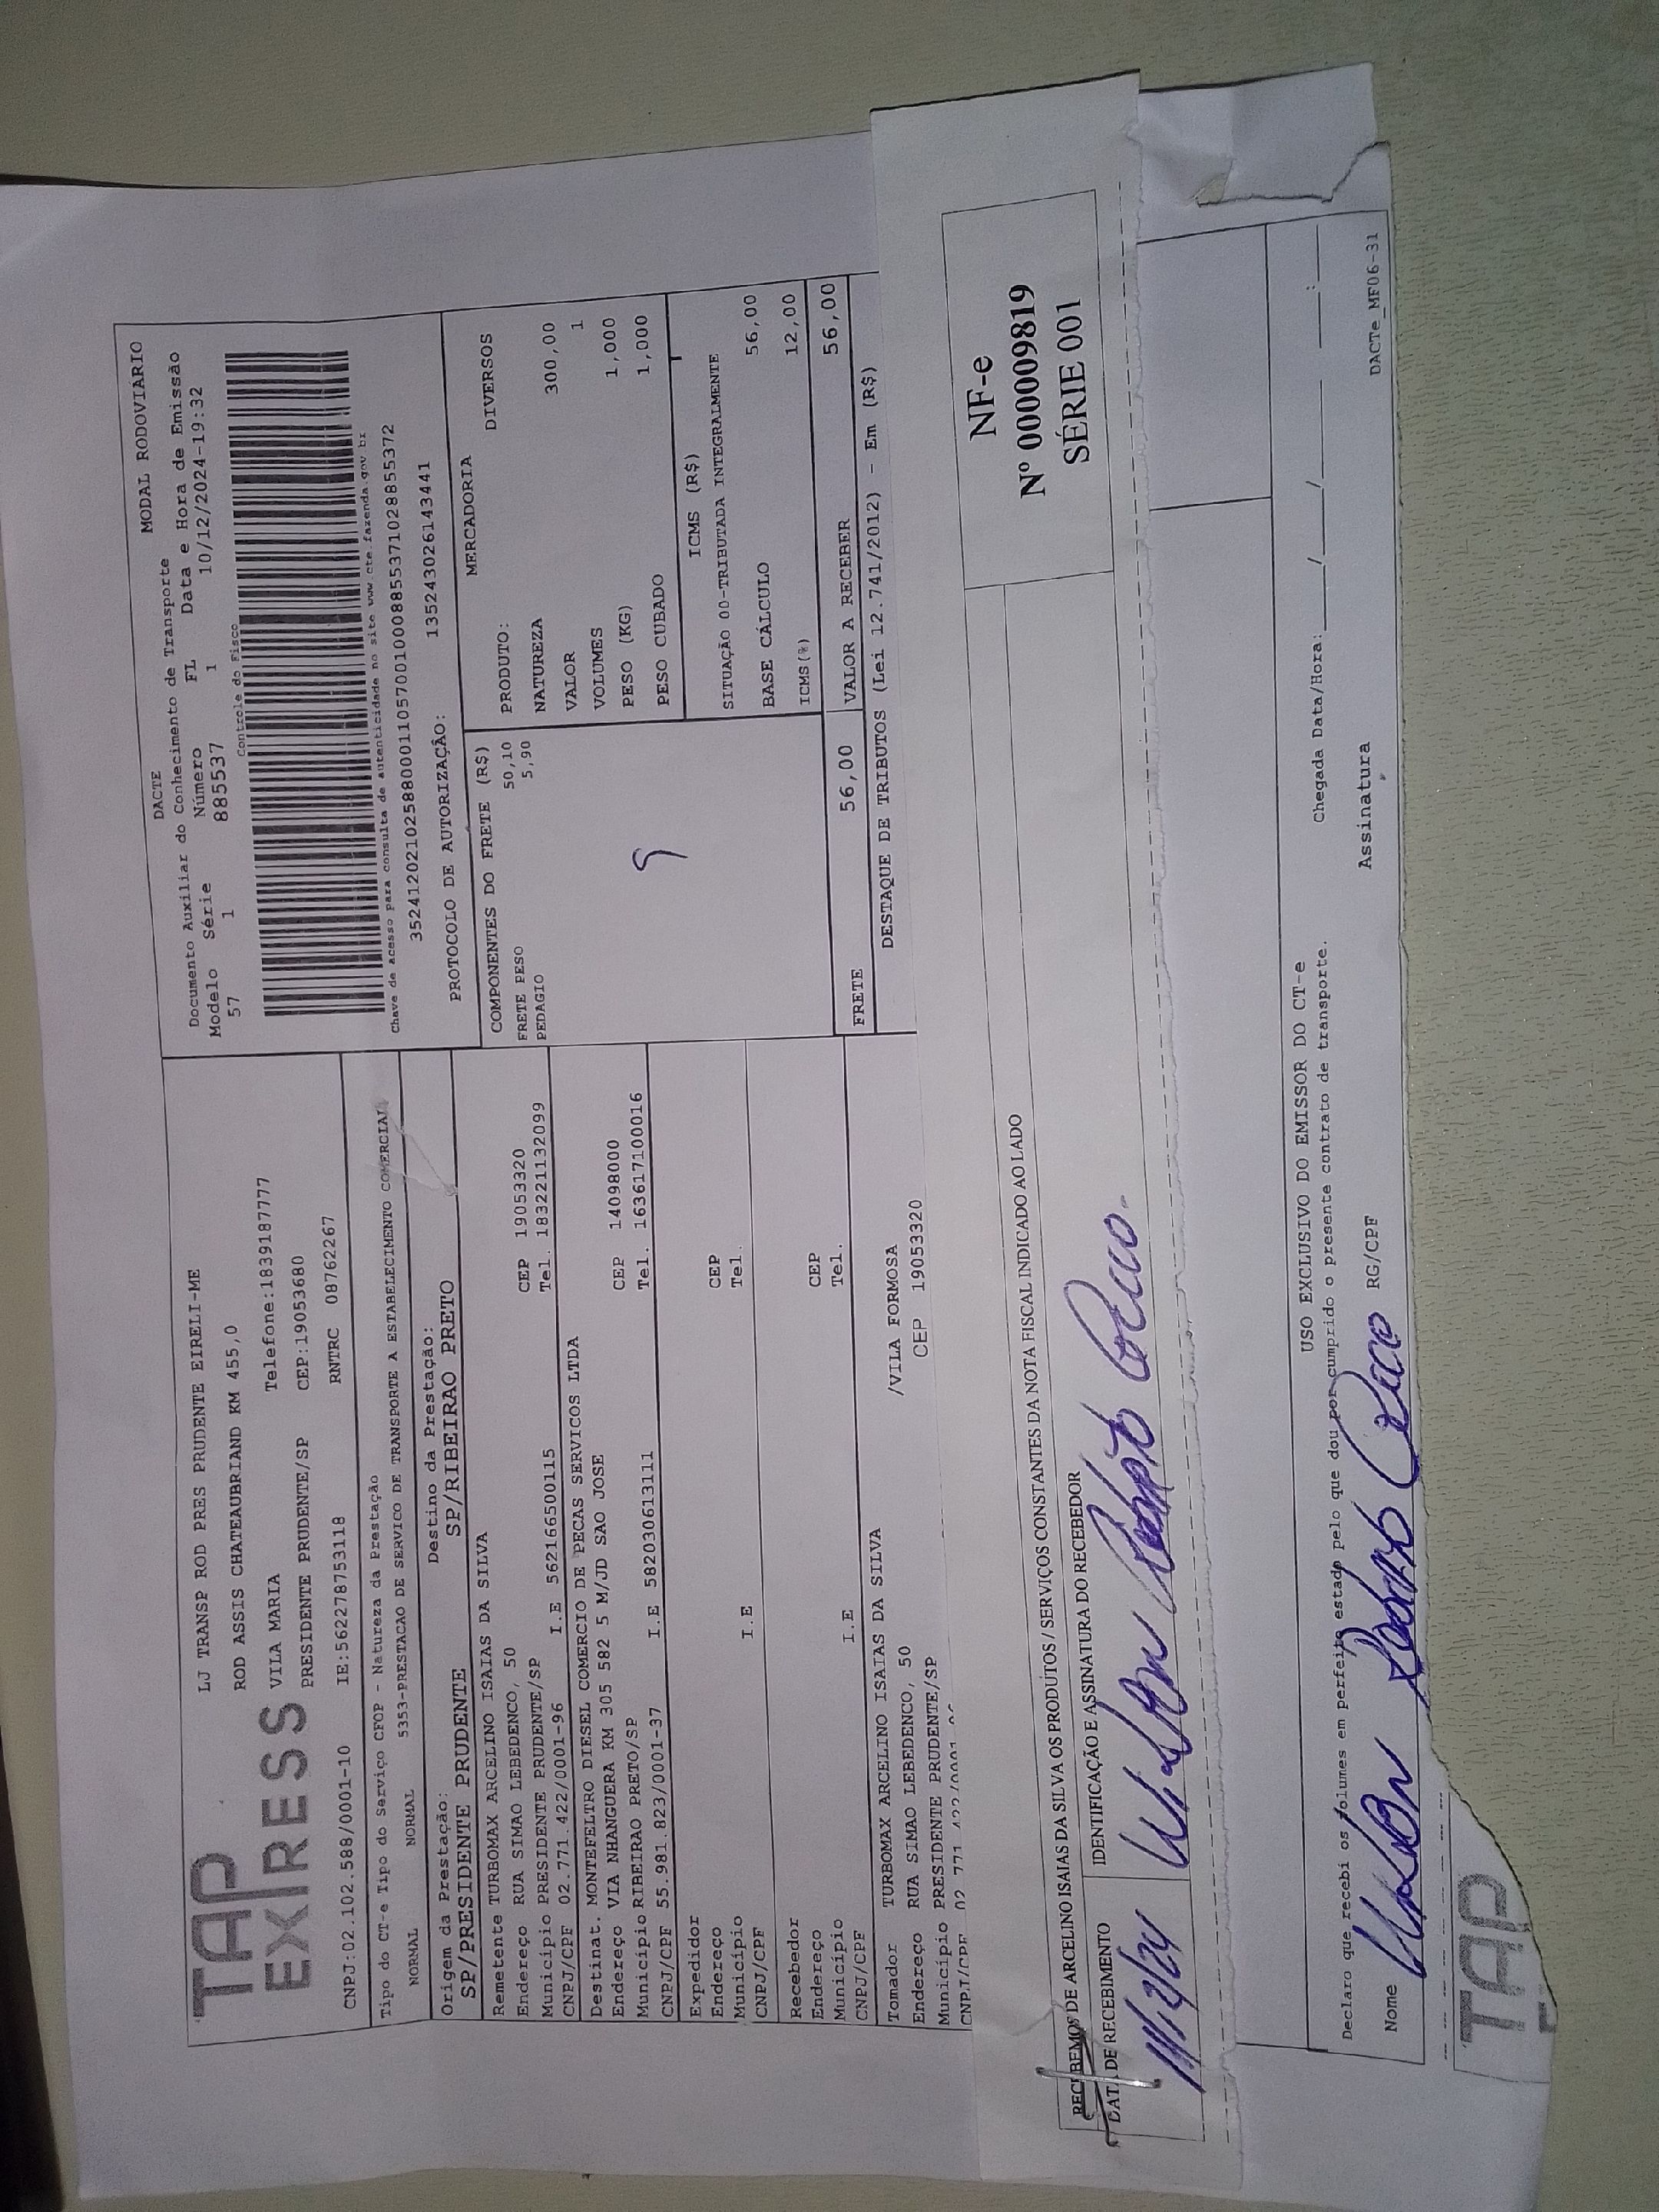 TAP
EXPRESS
LJ TRANSP ROD PRES PRUDENTE EIRELI-ME
ROD ASSIS CHATEAUBRIAND KM 455,0
VILA MARIA Telefone:1839187777
PRESIDENTE PRUDENTE/SP CEP:19053680
CNPJ:02.102.588/0001-10 IE:562278753118 RNTRC 08762267
Tipo do CT-e Tipo do Serviço CFOP - Natureza da Prestação
NORMAL NORMAL 5353-PRESTACAO DE SERVICO DE TRANSPORTE A ESTABELECIMENTO COMERCIAL
Origem da Prestação: Destino da Prestação:
SP/PRESIDENTE PRUDENTE SP/RIBEIRAO PRETO
Remetente TURBOMAX ARCELINO ISAIAS DA SILVA
Endereço RUA SIMAO LEBEDENCO, 50 CEP 19053320
Município PRESIDENTE PRUDENTE/SP Tel. 183221132099
CNPJ/CPF 02.771.422/0001-96 I.E 562166500115
Destinat. MONTEFELTRO DIESEL COMERCIO DE PECAS SERVICOS LTDA
Endereço VIA NHANGUERA KM 305 582 5 M/JD SAO JOSE CEP 14098000
Município RIBEIRAO PRETO/SP Tel. 163617100016
CNPJ/CPF 55.981.823/0001-37 I.E 582030613111
Expedidor
Endereço CEP
Município Tel.
CNPJ/CPF I.E
Recebedor
Endereço CEP
Município Tel.
CNPJ/CPF I.E
Tomador TURBOMAX ARCELINO ISAIAS DA SILVA
Endereço RUA SIMAO LEBEDENCO, 50 /VILA FORMOSA
Município PRESIDENTE PRUDENTE/SP CEP 19053320
CNPJ/CPF
DACTE MODAL RODOVIARIO
Documento Auxiliar do Conhecimento de Transporte
Modelo Série Número FL Data e Hora de Emissão
57 1 885537 1 10/12/2024-19:32
Controle do Fisco
Chave de acesso para consulta de autenticidade no site www.cte.fazenda.gov.br
35241202102588000110570010008855371028855372
PROTOCOLO DE AUTORIZAÇÃO: 135243026143441
COMPONENTES DO FRETE (R$)
FRETE PESO 50,10
PEDAGIO 5,90
MERCADORIA
PRODUTO: DIVERSOS
NATUREZA
VALOR 300,00
VOLUMES 1
PESO (KG) 1,000
PESO CUBADO 1,000
ICMS (R$)
SITUAÇÃO 00-TRIBUTADA INTEGRALMENTE
BASE CÁLCULO 56,00
ICMS(%) 12,00
FRETE 56,00 VALOR A RECEBER 56,00
DESTAQUE DE TRIBUTOS (Lei 12.741/2012) - Em (R$)
RECEBEMOS DE ARCELINO ISAIAS DA SILVA OS PRODUTOS / SERVIÇOS CONSTANTES DA NOTA FISCAL INDICADO AO LADO
DATA DE RECEBIMENTO IDENTIFICAÇÃO E ASSINATURA DO RECEBEDOR
NF-e
Nº 000009819
SÉRIE 001
USO EXCLUSIVO DO EMISSOR DO CT-e
Declaro que recebi os volumes em perfeito estado pelo que dou por cumprido o presente contrato de transporte. Chegada Data/Hora:____/____/____ ____:____
Nome RG/CPF Assinatura
DACTe_MF06-31
TAP